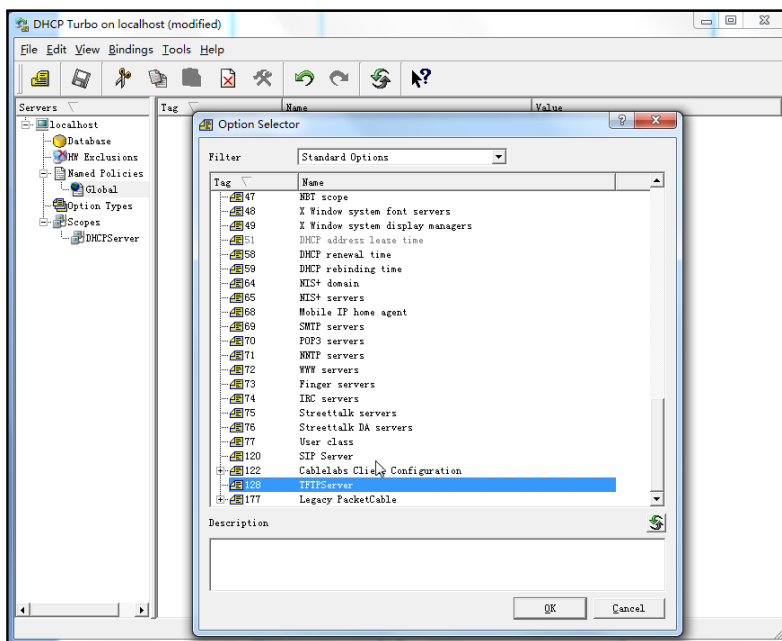 DHCP Turbo on localhost (modified)
File Edit View Bindings Tools Help
Servers
Tag Name Value
localhost
Database
HW Exclusions
Named Policies
Global
Option Types
Scopes
DHCPServer
Option Selector
Filter Standard Options
Tag Name
47 NBT scope
48 X Window system font servers
49 X Window system display managers
51 DHCP address lease time
58 DHCP renewal time
59 DHCP rebinding time
64 NIS+ domain
65 NIS+ servers
68 Mobile IP home agent
69 SMTP servers
70 POP3 servers
71 NNTP servers
72 WWW servers
73 Finger servers
74 IRC servers
75 Streettalk servers
76 Streettalk DA servers
77 User class
120 SIP Server
122 Cablelabs Client Configuration
128 TFTPServer
177 Legacy PacketCable
Description
OK Cancel